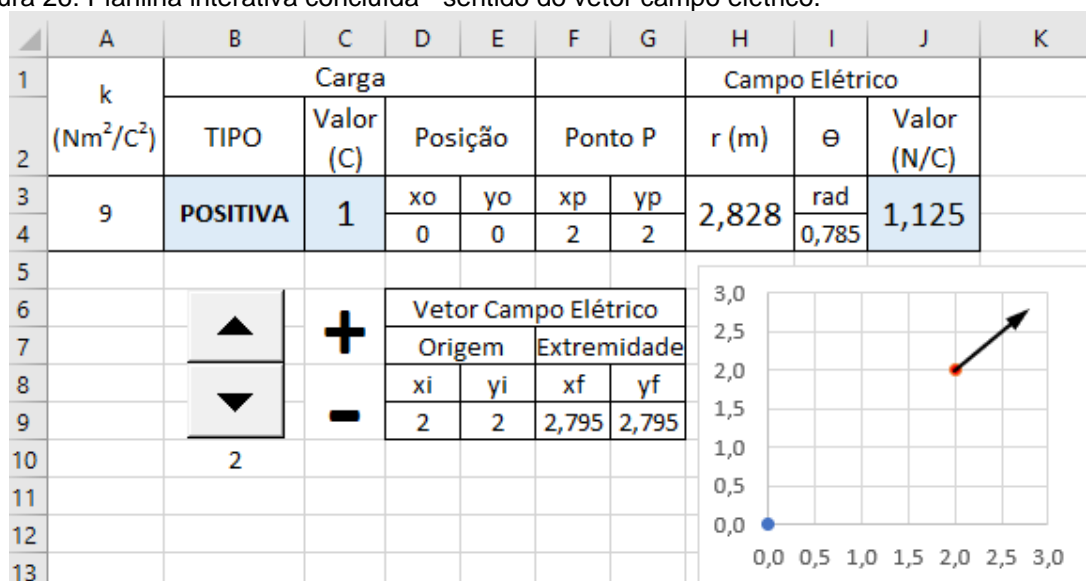 ura 26: Planilha interativa concluída - sentido do vetor campo elétrico.
A B C D E F G H I J K
1 k (Nm²/C²) Carga Campo Elétrico
2 TIPO Valor (C) Posição Ponto P r (m) Θ Valor (N/C)
3 9 POSITIVA 1 xo yo xp yp 2,828 rad 1,125
4 0 0 2 2 0,785
5
6 + Vetor Campo Elétrico 3,0
7 Origem Extremidade 2,5
8 xi yi xf yf 2,0
9 - 2 2 2,795 2,795 1,5
10 2 1,0
11 0,5
12 0,0
13 0,0 0,5 1,0 1,5 2,0 2,5 3,0